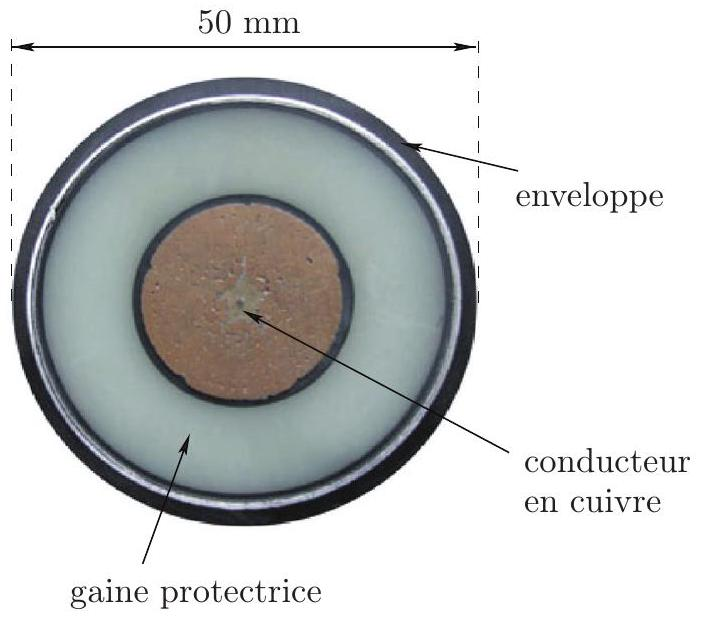 50 mm
enveloppe
conducteur
en cuivre
gaine protectrice